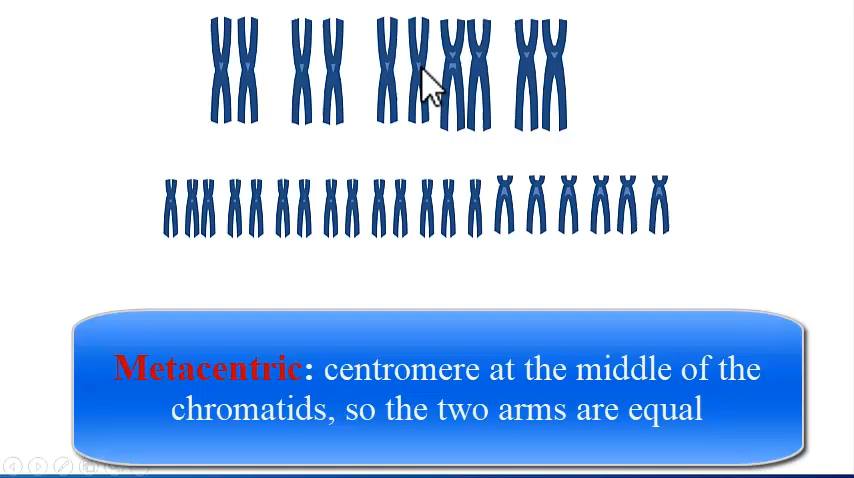 Metacentric: centromere at the middle of the
chromatids, so the two arms are equal